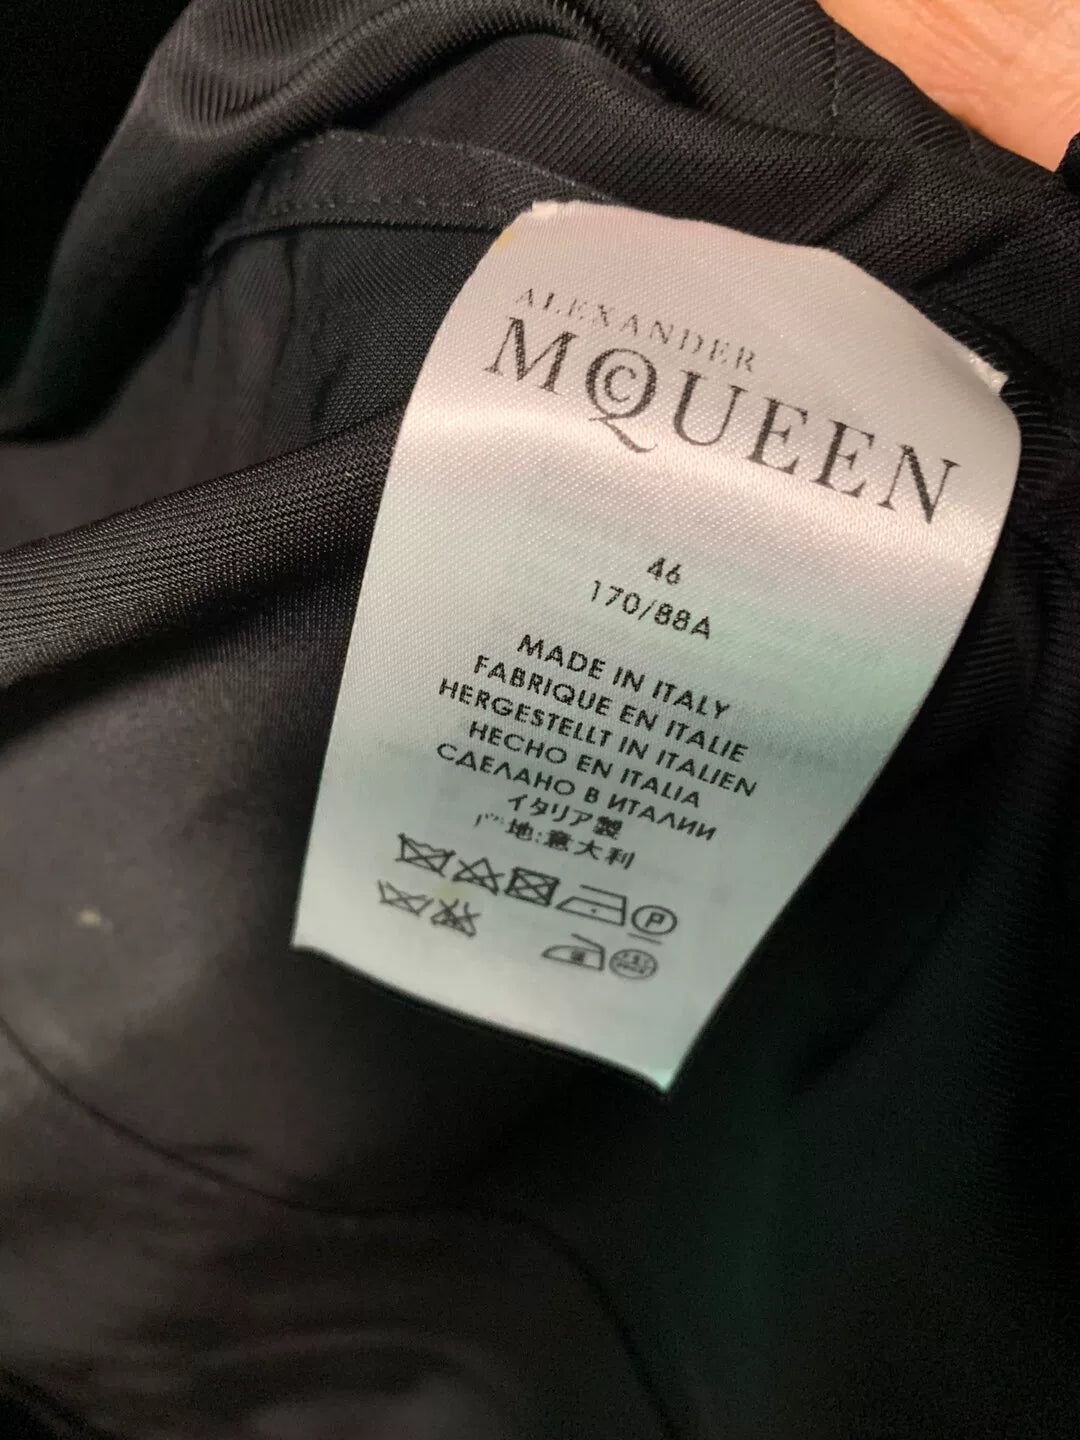 ALEXANDER
MCQUEEN
46
170/88A
MADE IN ITALY
FABRIQUE EN ITALIE
HERGESTELLT IN ITALIEN
HECHO EN ITALIA
СДЕЛАНО В ИТАЛИИ
イタリア製
地:意大利
P